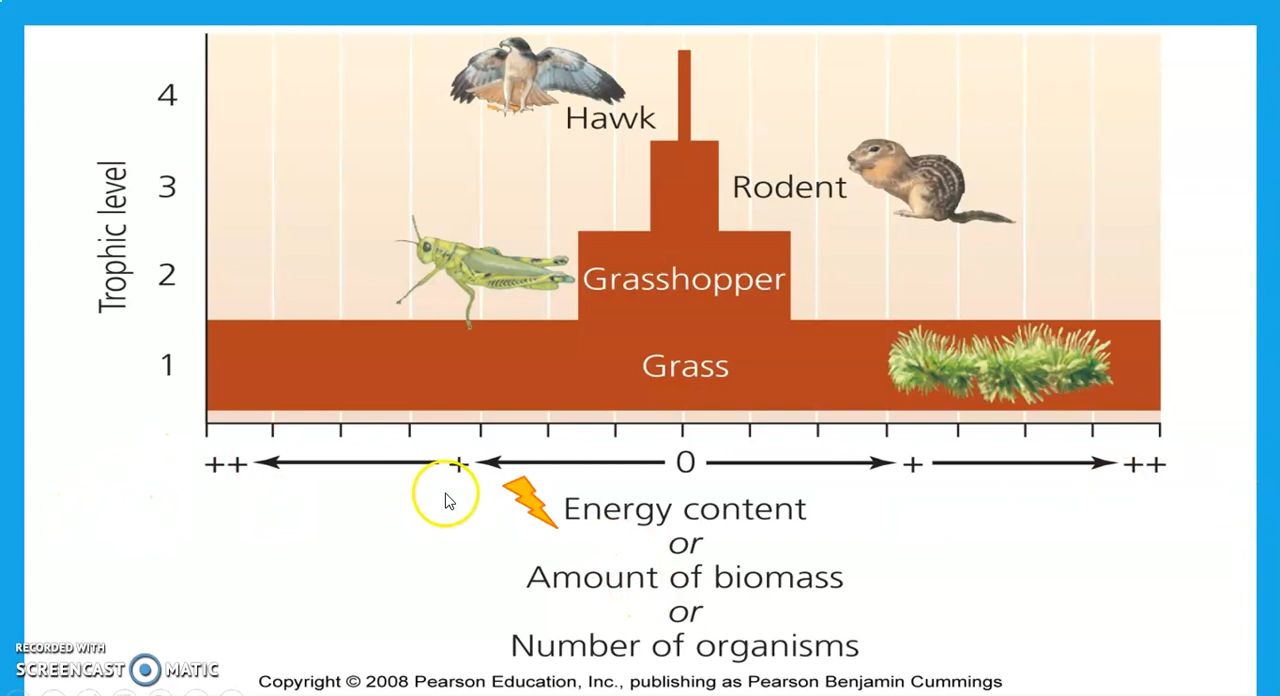 4
Hawk
3
Rodent
Trophic level
2
Grasshopper
1
Grass
++ + 0 + ++
Energy content
or
Amount of biomass
or
Number of organisms
RECORDED WITH
SCREENCAST MATIC
Copyright © 2008 Pearson Education, Inc., publishing as Pearson Benjamin Cummings